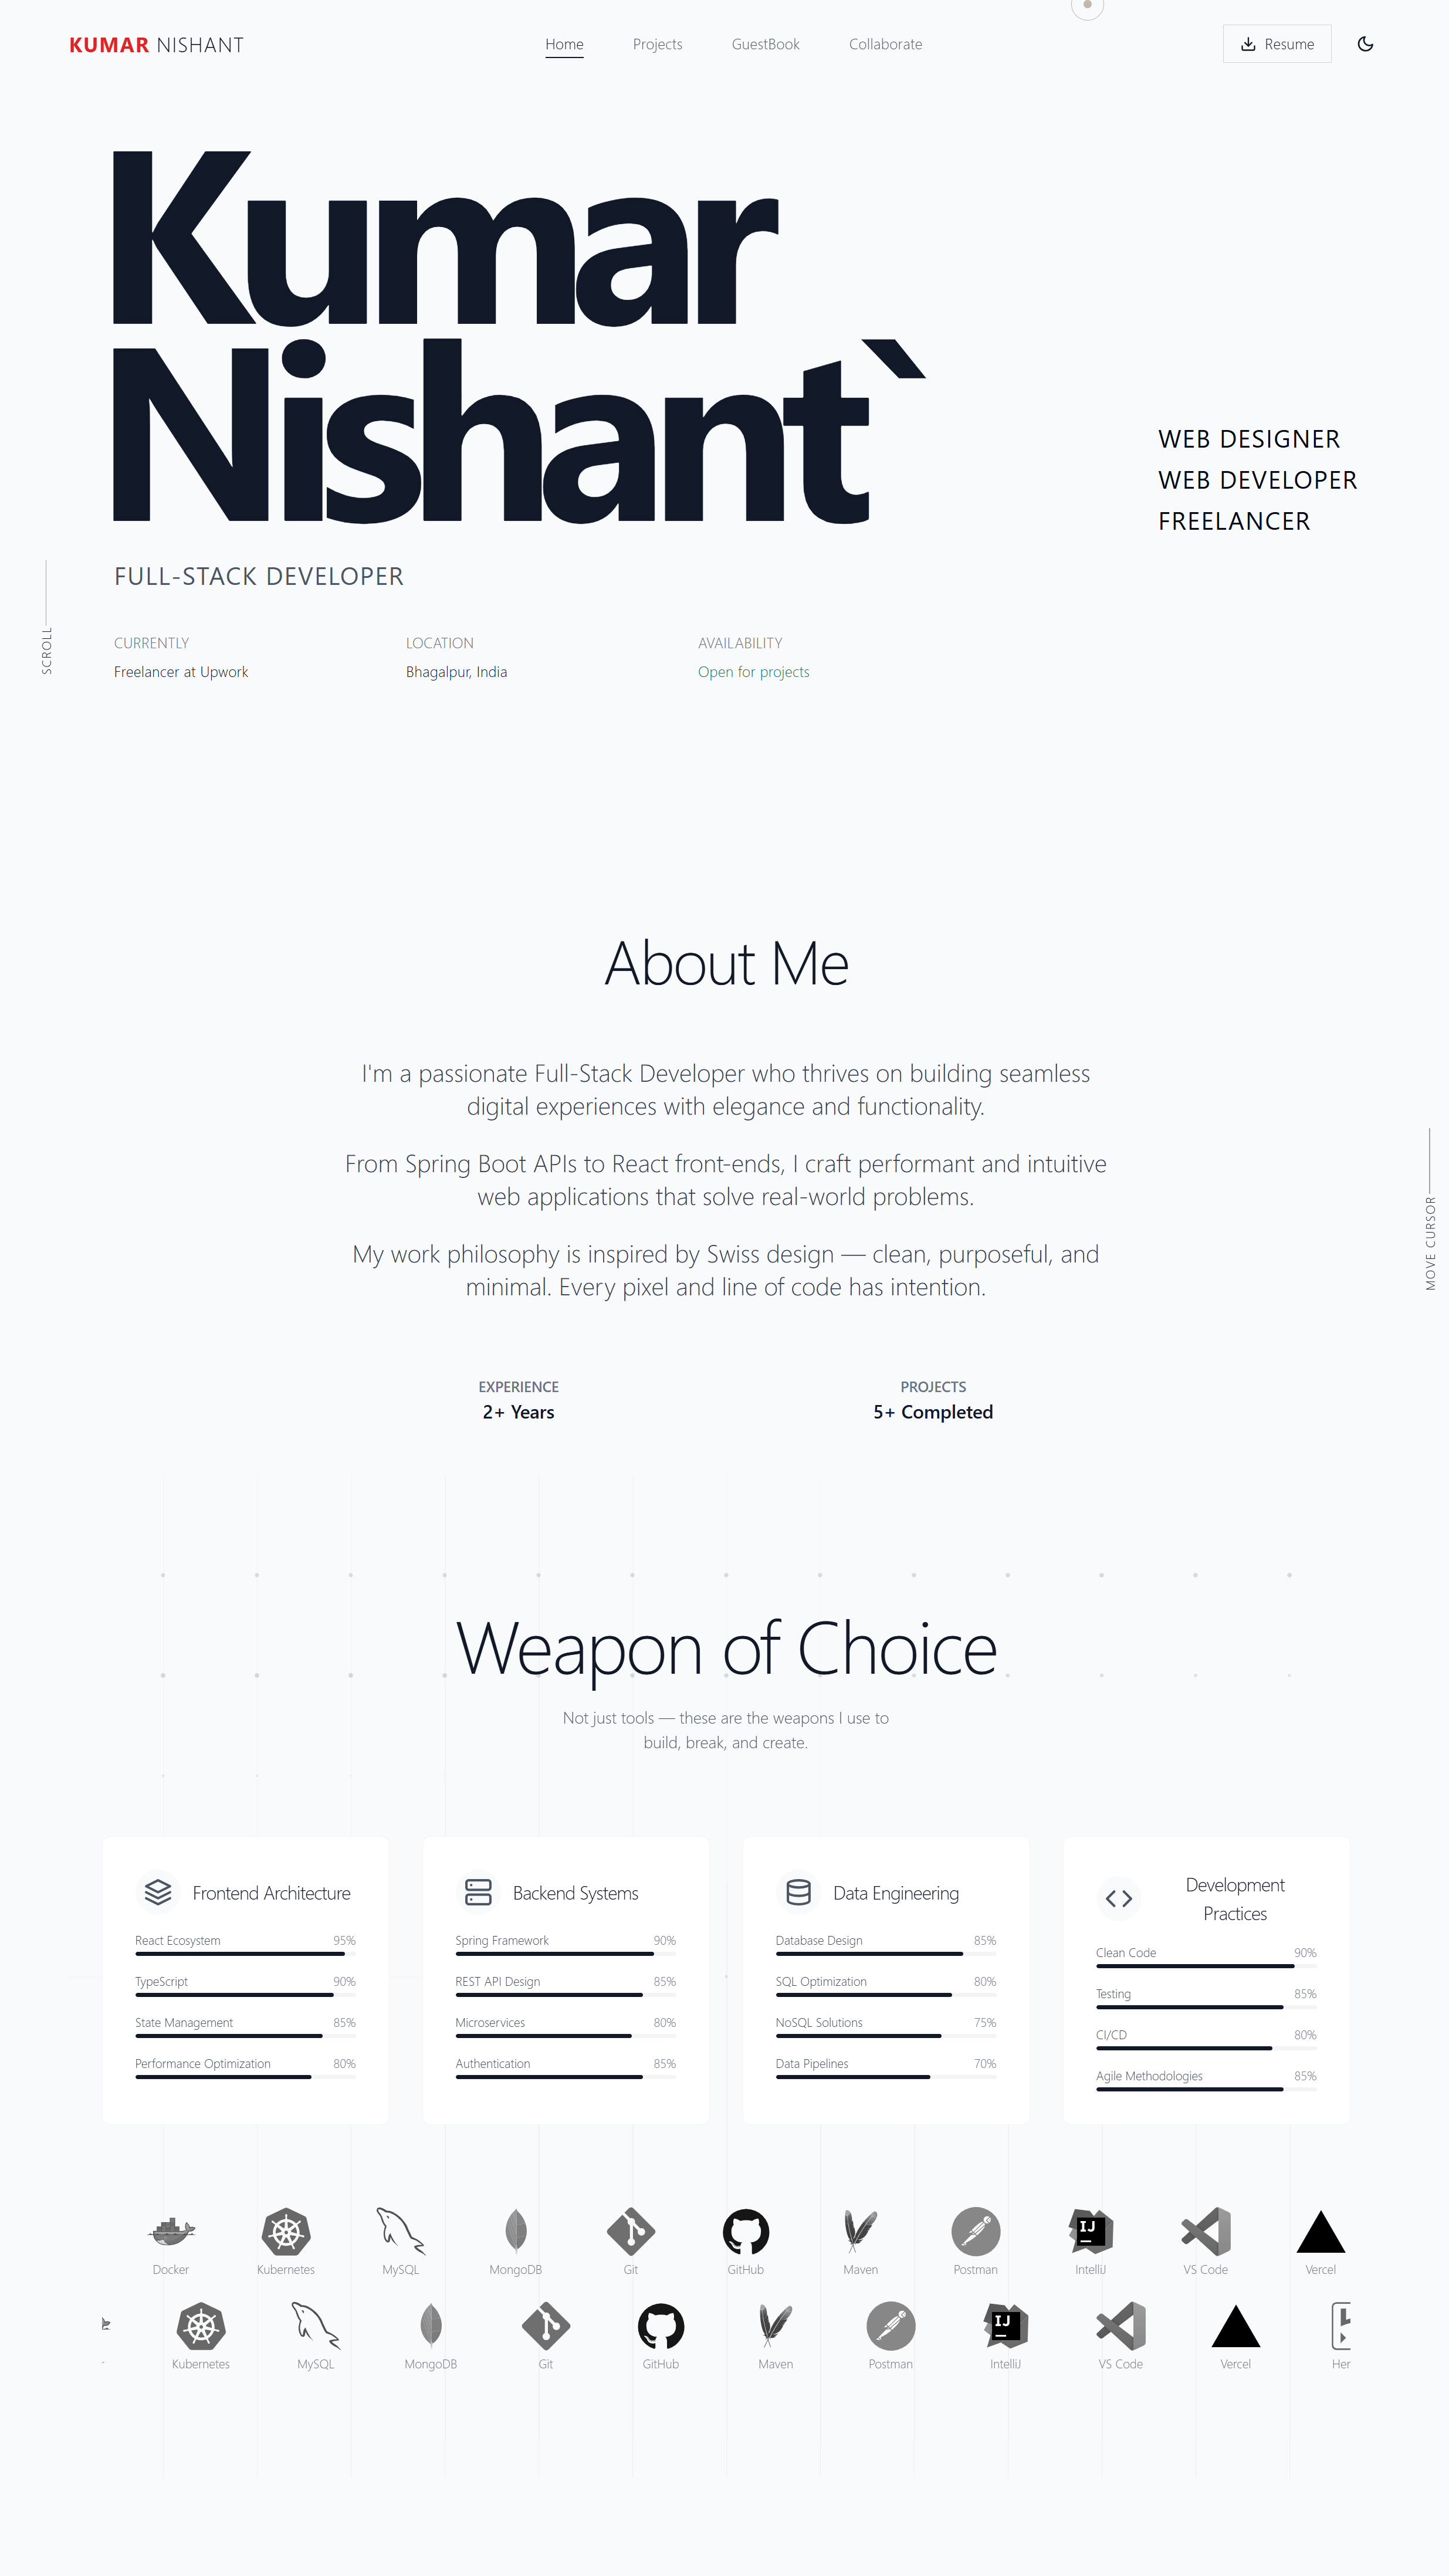 KUMAR NISHANT
Home
Projects
GuestBook
Collaborate
Resume
Kumar
Nishant`
WEB DESIGNER
WEB DEVELOPER
FREELANCER
FULL-STACK DEVELOPER
SCROLL
CURRENTLY
Freelancer at Upwork
LOCATION
Bhagalpur, India
AVAILABILITY
Open for projects
About Me
I'm a passionate Full-Stack Developer who thrives on building seamless
digital experiences with elegance and functionality.
From Spring Boot APIs to React front-ends, I craft performant and intuitive
web applications that solve real-world problems.
My work philosophy is inspired by Swiss design — clean, purposeful, and
minimal. Every pixel and line of code has intention.
MOVE CURSOR
EXPERIENCE
2+ Years
PROJECTS
5+ Completed
Weapon of Choice
Not just tools — these are the weapons I use to
build, break, and create.
Frontend Architecture
React Ecosystem 95%
TypeScript 90%
State Management 85%
Performance Optimization 80%
Backend Systems
Spring Framework 90%
REST API Design 85%
Microservices 80%
Authentication 85%
Data Engineering
Database Design 85%
SQL Optimization 80%
NoSQL Solutions 75%
Data Pipelines 70%
Development
Practices
Clean Code 90%
Testing 85%
CI/CD 80%
Agile Methodologies 85%
IJ
Docker
Kubernetes
MySQL
MongoDB
Git
GitHub
Maven
Postman
IntelliJ
VS Code
Vercel
IJ
Kubernetes
MySQL
MongoDB
Git
GitHub
Maven
Postman
IntelliJ
VS Code
Vercel
Her